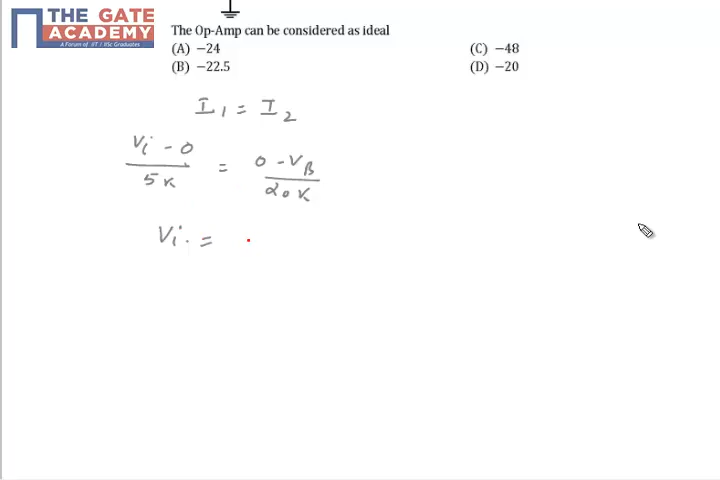 THE GATE
ACADEMY
A Forum of IIT / IISc Graduates
The Op-Amp can be considered as ideal
(A) −24
(C) −48
(B) −22.5
(D) −20
I₁ = I₂
Vi − 0 / 5K = 0 − VB / 20K
Vi =